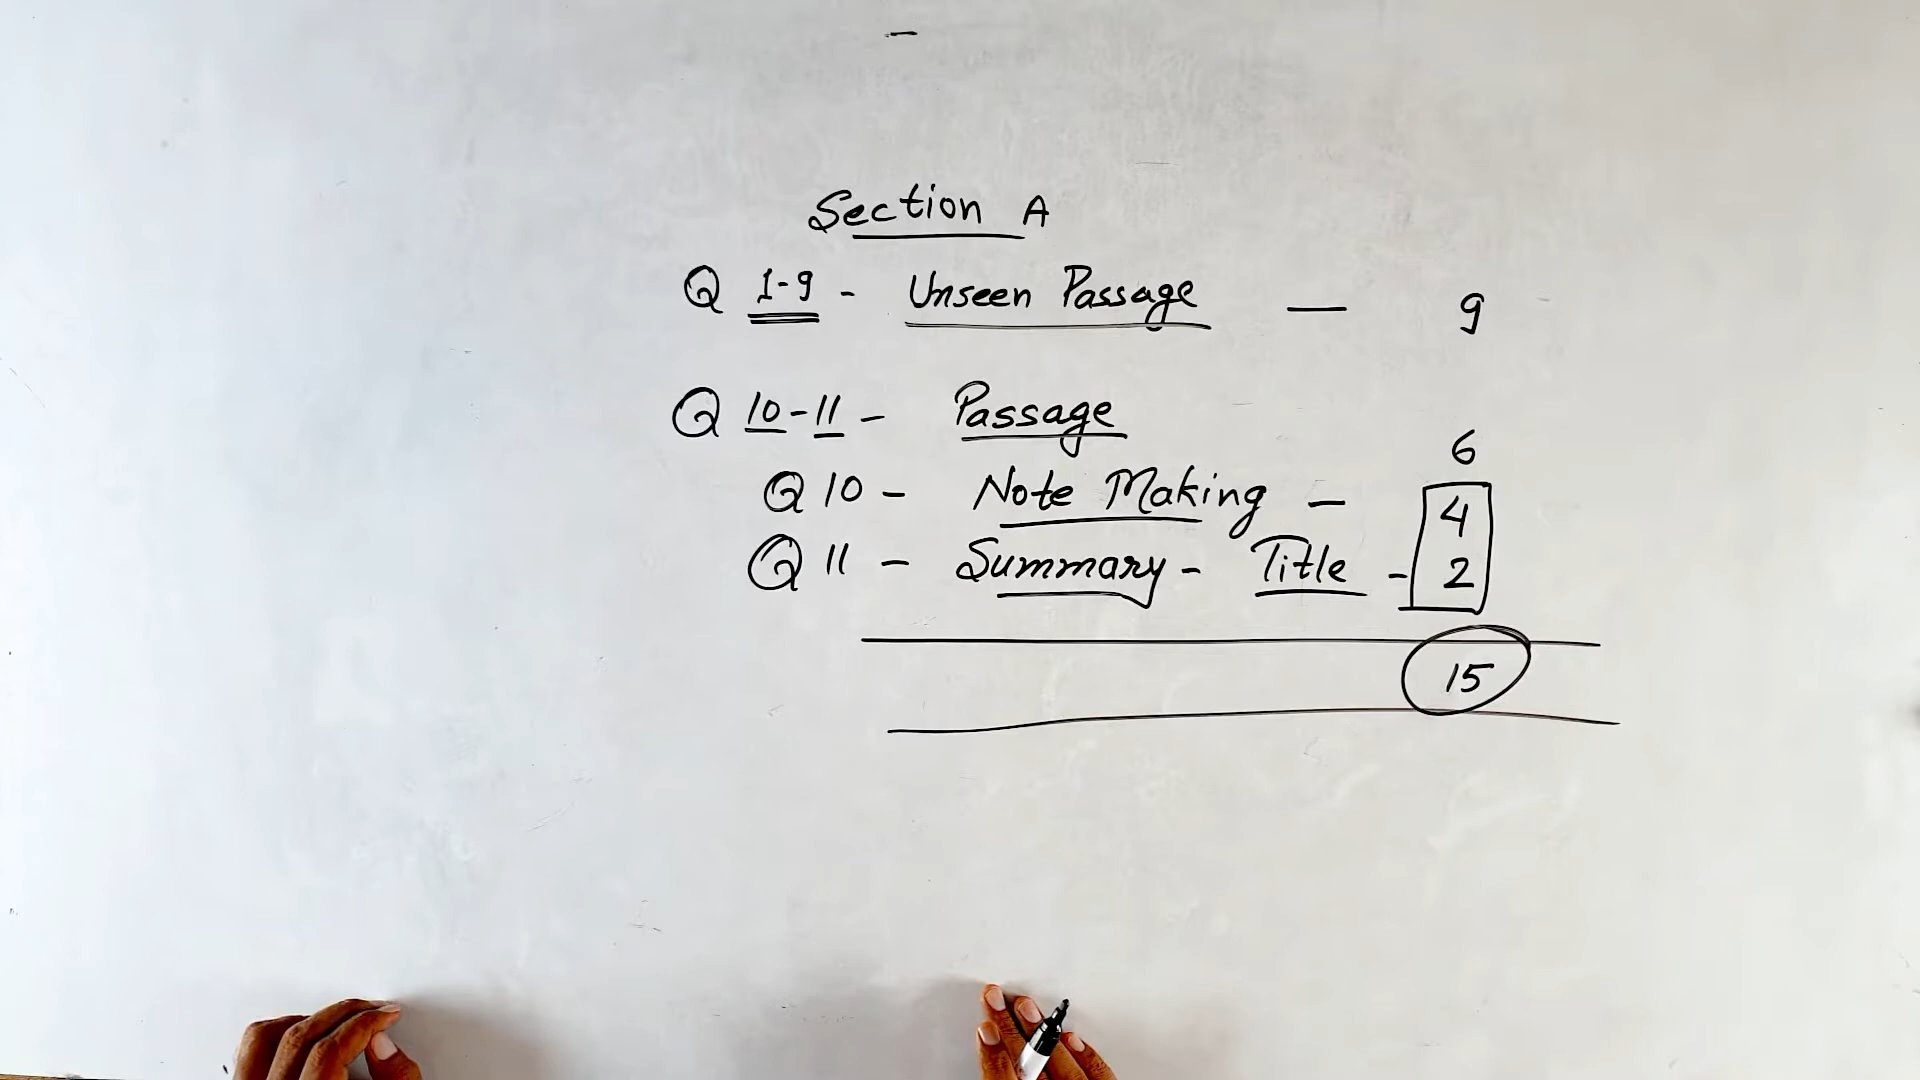 Section A
Q 1-9 - Unseen Passage — 9
Q 10-11 - Passage
6
Q 10 - Note Making - 4
Q 11 - Summary - Title - 2
15